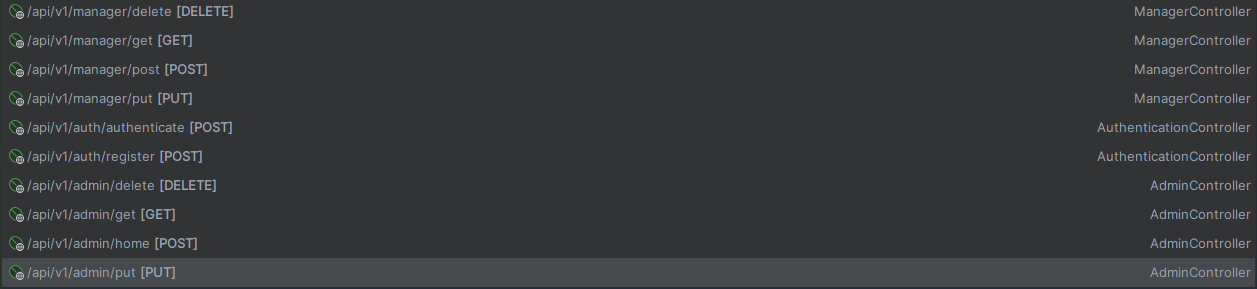 /api/v1/manager/delete [DELETE] ManagerController
/api/v1/manager/get [GET] ManagerController
/api/v1/manager/post [POST] ManagerController
/api/v1/manager/put [PUT] ManagerController
/api/v1/auth/authenticate [POST] AuthenticationController
/api/v1/auth/register [POST] AuthenticationController
/api/v1/admin/delete [DELETE] AdminController
/api/v1/admin/get [GET] AdminController
/api/v1/admin/home [POST] AdminController
/api/v1/admin/put [PUT] AdminController